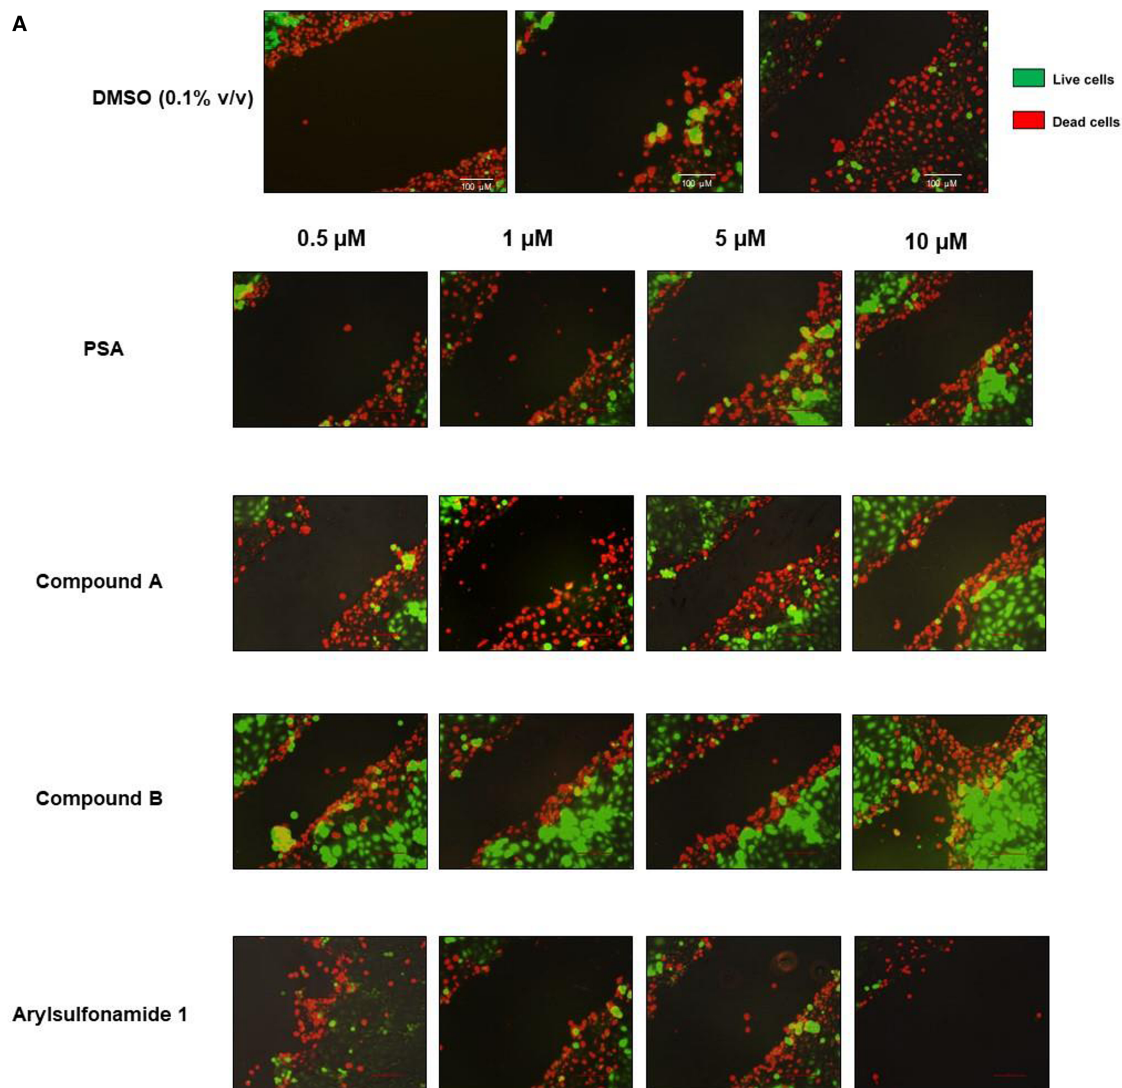 A
DMSO (0.1% v/v)
Live cells
Dead cells
100 µM
100 µM
100 µM
0.5 µM
1 µM
5 µM
10 µM
PSA
Compound A
Compound B
Arylsulfonamide 1